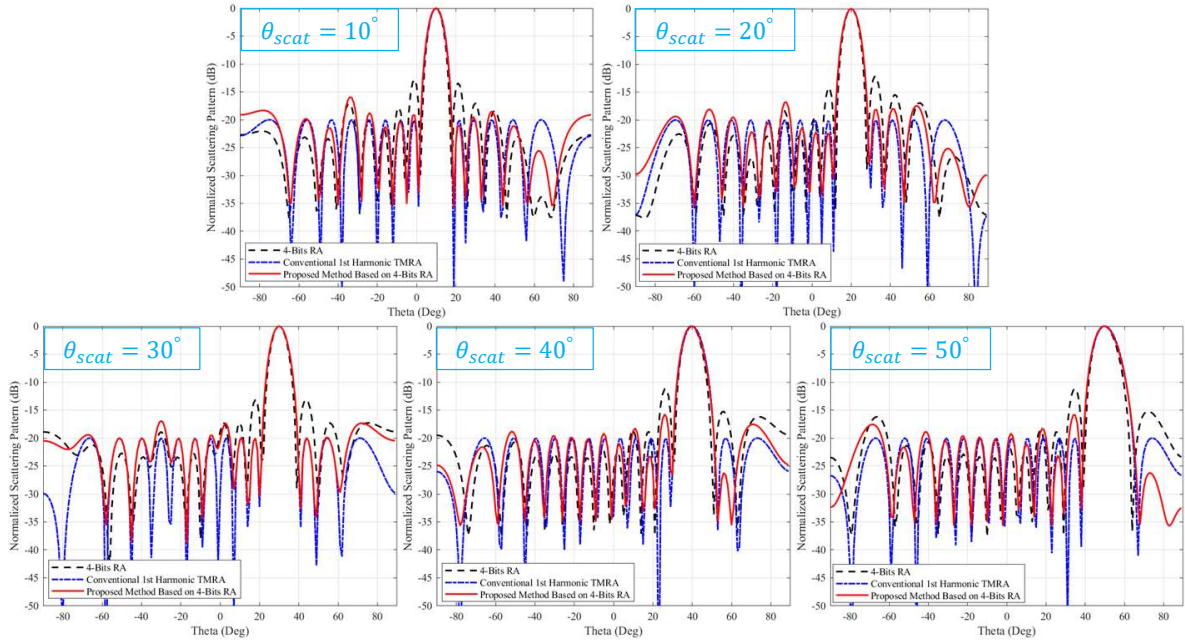 θscat = 10°
Normalized Scattering Pattern (dB)
0
-5
-10
-15
-20
-25
-30
-35
-40
-45
-50
4-Bits RA
Conventional 1st Harmonic TMRA
Proposed Method Based on 4-Bits RA
-80 -60 -40 -20 0 20 40 60 80
Theta (Deg)
θscat = 20°
Normalized Scattering Pattern (dB)
0
-5
-10
-15
-20
-25
-30
-35
-40
-45
-50
4-Bits RA
Conventional 1st Harmonic TMRA
Proposed Method Based on 4-Bits RA
-80 -60 -40 -20 0 20 40 60 80
Theta (Deg)
θscat = 30°
Normalized Scattering Pattern (dB)
0
-5
-10
-15
-20
-25
-30
-35
-40
-45
-50
4-Bits RA
Conventional 1st Harmonic TMRA
Proposed Method Based on 4-Bits RA
-80 -60 -40 -20 0 20 40 60 80
Theta (Deg)
θscat = 40°
Normalized Scattering Pattern (dB)
0
-5
-10
-15
-20
-25
-30
-35
-40
-45
-50
4-Bits RA
Conventional 1st Harmonic TMRA
Proposed Method Based on 4-Bits RA
-80 -60 -40 -20 0 20 40 60 80
Theta (Deg)
θscat = 50°
Normalized Scattering Pattern (dB)
0
-5
-10
-15
-20
-25
-30
-35
-40
-45
-50
4-Bits RA
Conventional 1st Harmonic TMRA
Proposed Method Based on 4-Bits RA
-80 -60 -40 -20 0 20 40 60 80
Theta (Deg)